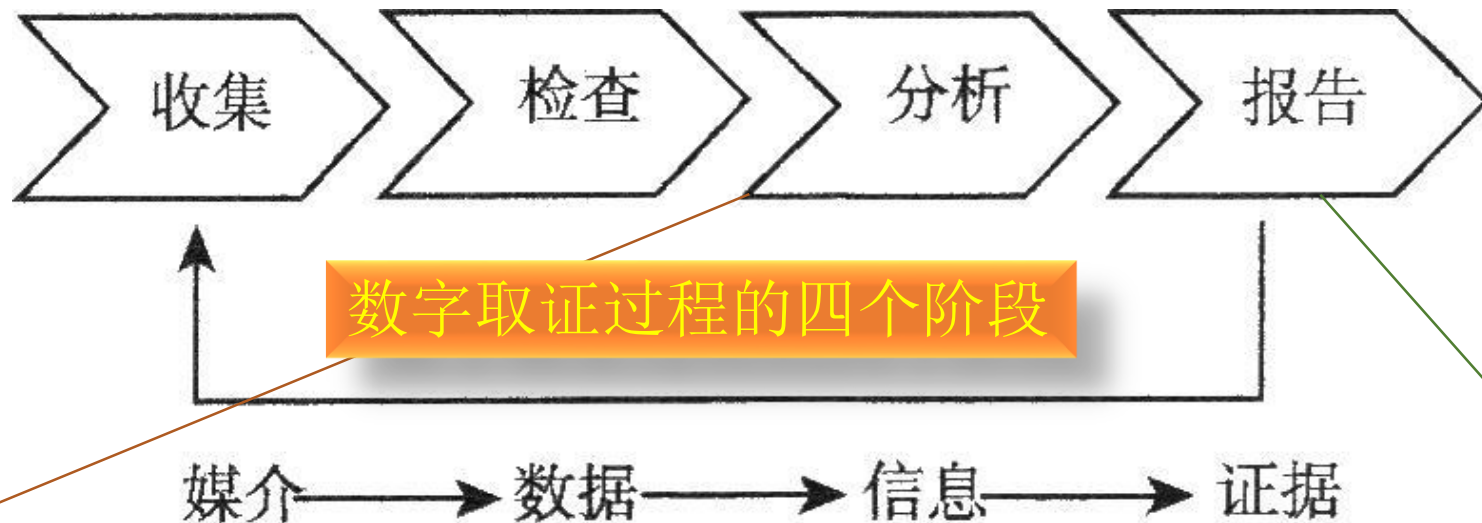 收集 检查 分析 报告
数字取证过程的四个阶段
媒介 数据 信息 证据